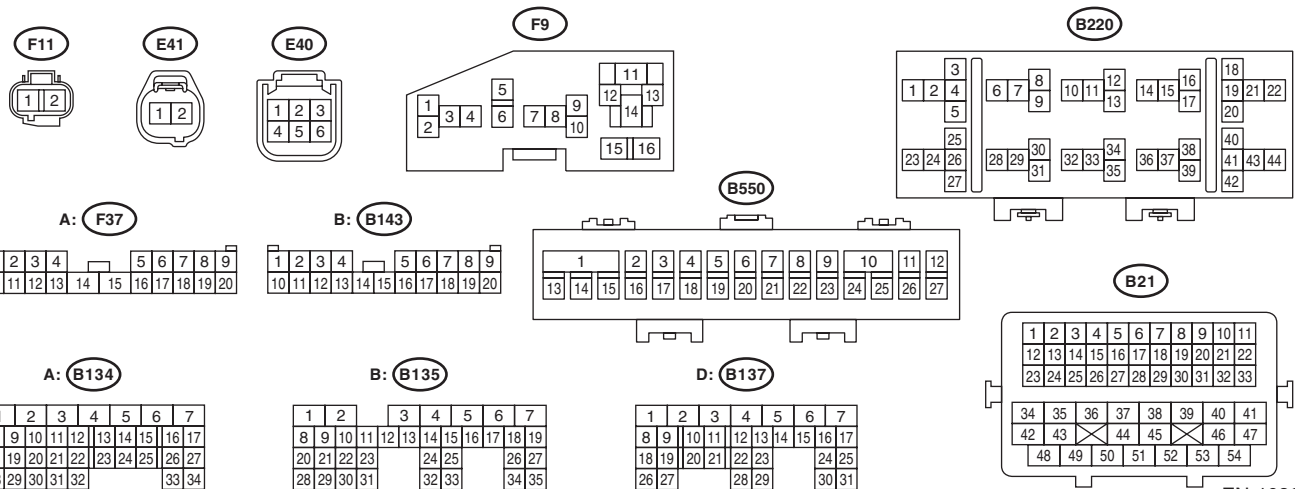 F11 E41 E40 F9 B220
1 2
1 2
1 2 3
4 5 6
1 2 3 4 5 6 7 8 9 10 11 12 13 14 15 16
3 8 12 16 18
1 2 4 6 7 10 11 14 15 19 21 22
5 9 13 17 20
25 30 34 38 40
23 24 26 28 29 32 33 36 37 41 43 44
27 31 35 39 42
A: F37
2 3 4 5 6 7 8 9
11 12 13 14 15 16 17 18 19 20
B: B143
1 2 3 4 5 6 7 8 9
10 11 12 13 14 15 16 17 18 19 20
B550
1 2 3 4 5 6 7 8 9 10 11 12
13 14 15 16 17 18 19 20 21 22 23 24 25 26 27
B21
1 2 3 4 5 6 7 8 9 10 11
12 13 14 15 16 17 18 19 20 21 22
23 24 25 26 27 28 29 30 31 32 33
34 35 36 37 38 39 40 41
42 43 44 45 46 47
48 49 50 51 52 53 54
A: B134
2 3 4 5 6 7
9 10 11 12 13 14 15 16 17
19 20 21 22 23 24 25 26 27
29 30 31 32 33 34
B: B135
1 2 3 4 5 6 7
8 9 10 11 12 13 14 15 16 17 18 19
20 21 22 23 24 25 26 27
28 29 30 31 32 33 34 35
D: B137
1 2 3 4 5 6 7
8 9 10 11 12 13 14 15 16 17
18 19 20 21 22 23 24 25
26 27 28 29 30 31